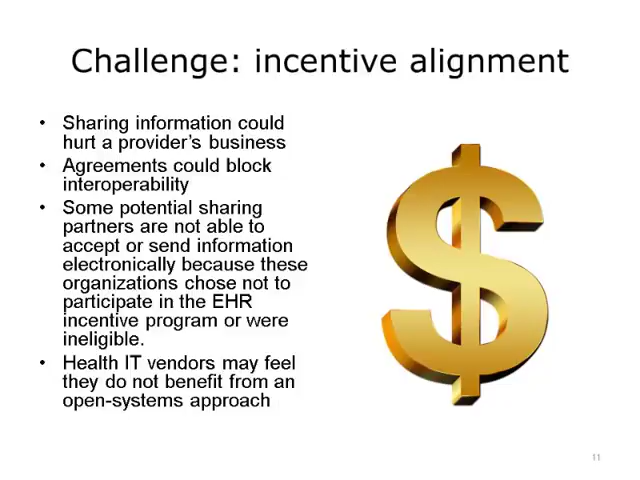 Challenge: incentive alignment
• Sharing information could
hurt a provider's business
• Agreements could block
interoperability
• Some potential sharing
partners are not able to
accept or send information
electronically because these
organizations chose not to
participate in the EHR
incentive program or were
ineligible.
• Health IT vendors may feel
they do not benefit from an
open-systems approach
11